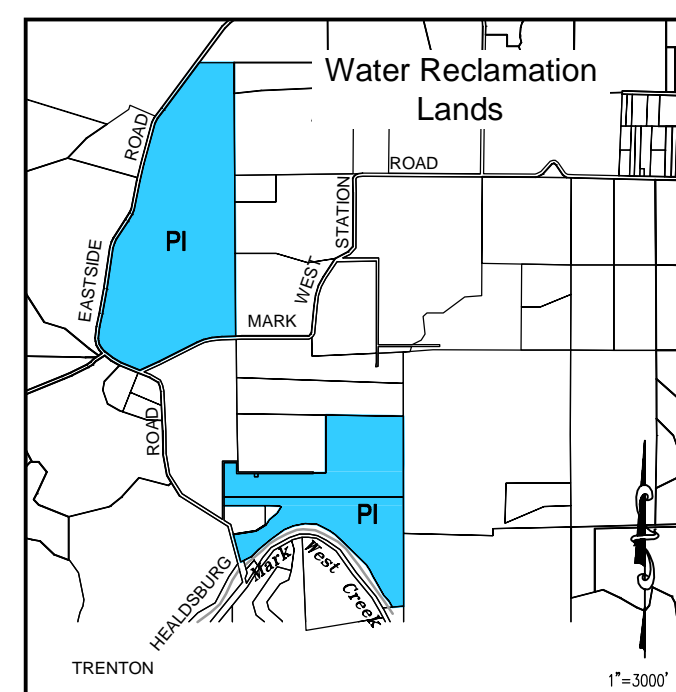 Water Reclamation
Lands
ROAD
ROAD
STATION
PI
EASTSIDE
WEST
MARK
ROAD
PI
HEALDSBURG
Mark West Creek
TRENTON
1"=3000'